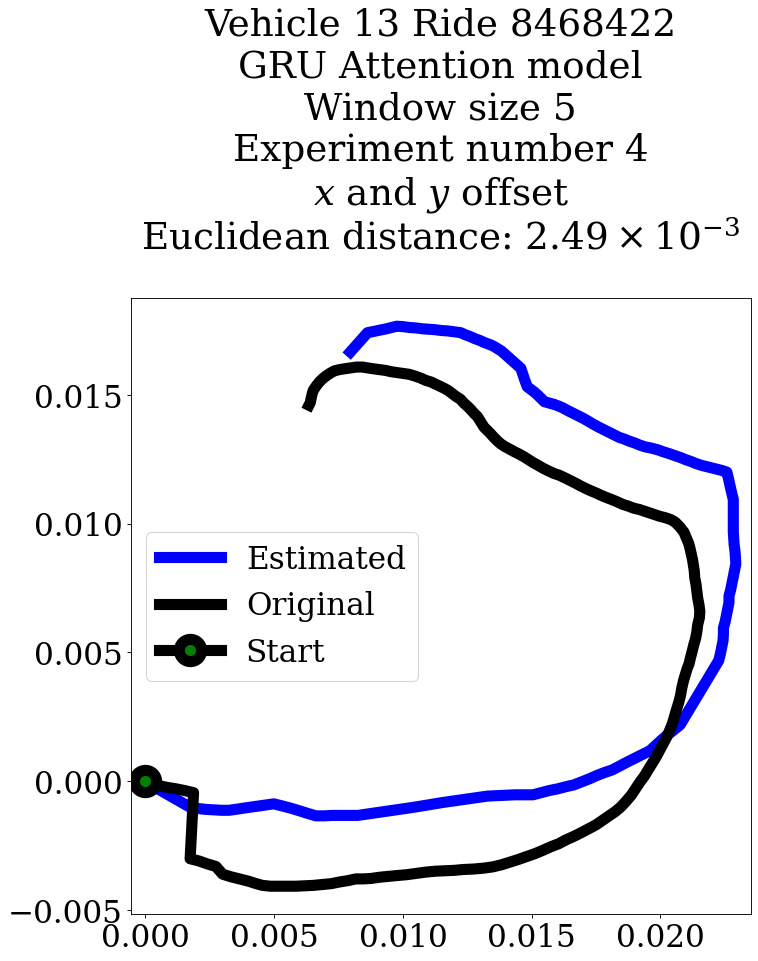 Vehicle 13 Ride 8468422
GRU Attention model
Window size 5
Experiment number 4
x and y offset
Euclidean distance: 2.49 × 10⁻³
0.015
0.010
0.005
0.000
−0.005
Estimated
Original
Start
0.000 0.005 0.010 0.015 0.020